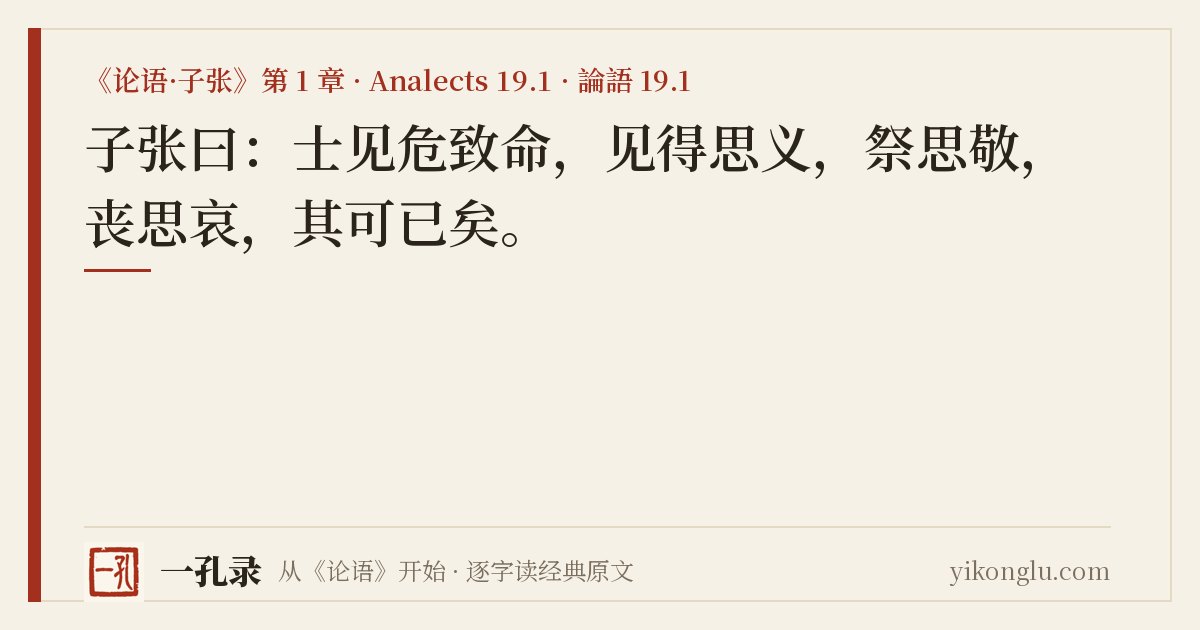 《论语·子张》第 1 章 · Analects 19.1 · 論語 19.1
子张曰：士见危致命，见得思义，祭思敬，
丧思哀，其可已矣。
一孔
一孔录 从《论语》开始 · 逐字读经典原文 yikonglu.com